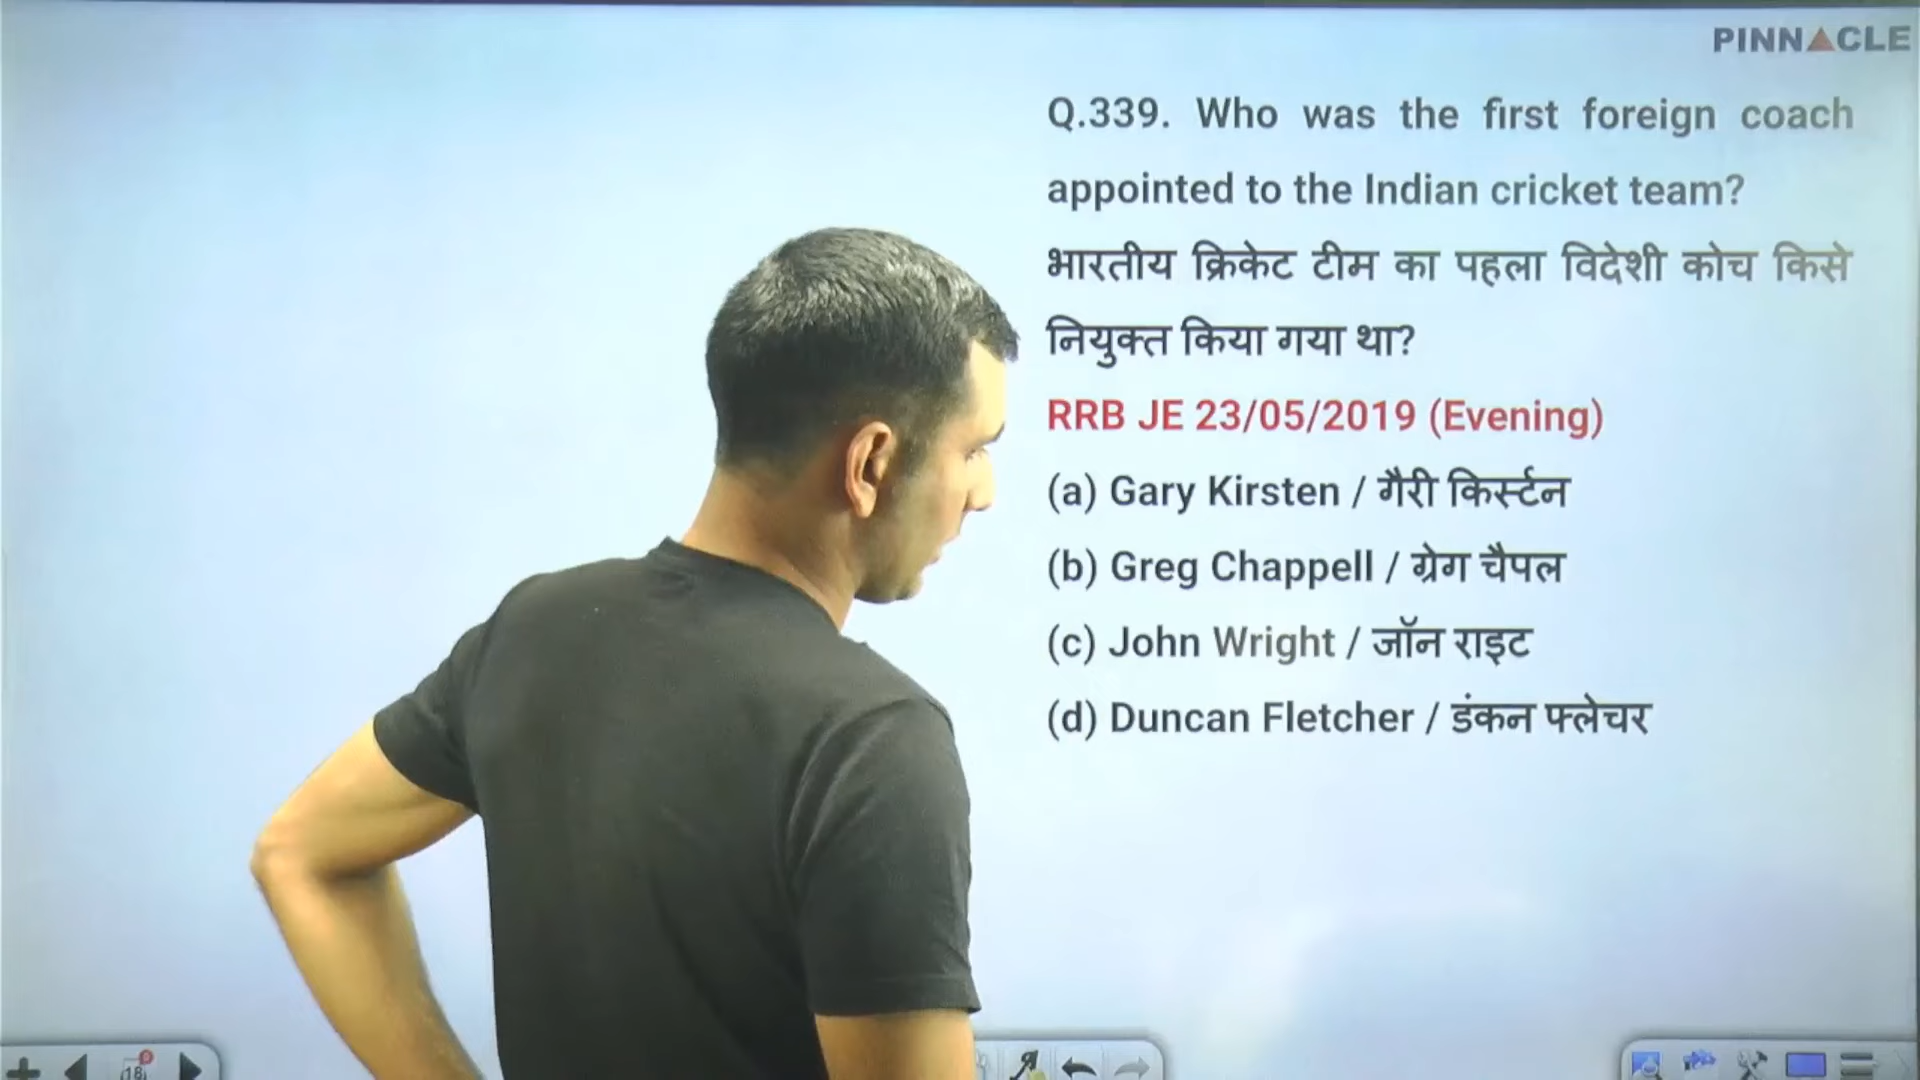 PINNACLE
Q.339. Who was the first foreign coach
appointed to the Indian cricket team?
भारतीय क्रिकेट टीम का पहला विदेशी कोच किसे
नियुक्त किया गया था?
RRB JE 23/05/2019 (Evening)
(a) Gary Kirsten / गैरी किर्स्टन
(b) Greg Chappell / ग्रेग चैपल
(c) John Wright / जॉन राइट
(d) Duncan Fletcher / डंकन फ्लेचर